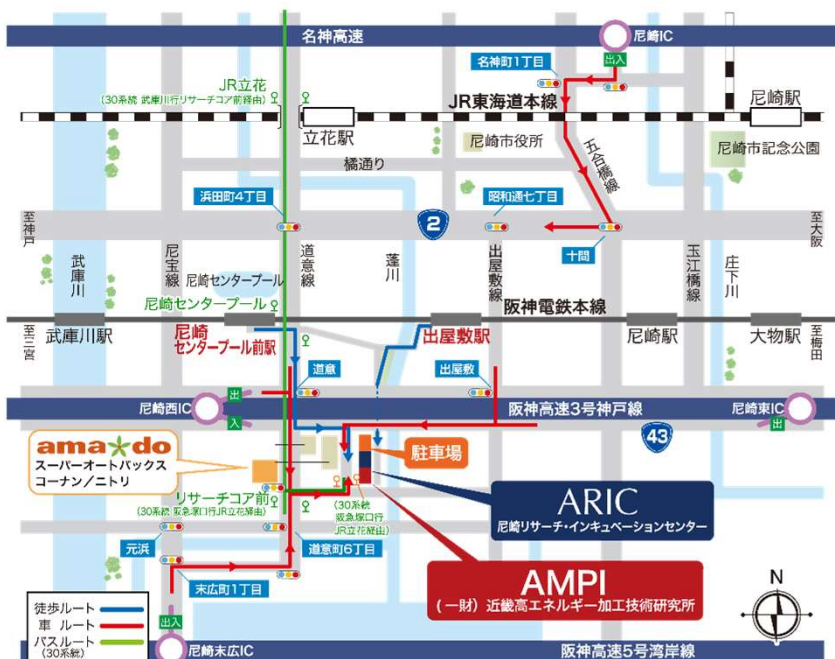 名神高速
尼崎IC
出入
名神町1丁目
JR立花
(30系統 武庫川行リサーチコア前経由)
JR東海道本線
尼崎駅
立花駅
尼崎市役所
尼崎市記念公園
五合橋線
橘通り
浜田町4丁目
昭和通七丁目
2
十間
至神戸
至大阪
武庫川
尼宝線
道意線
蓬川
出屋敷線
玉江橋線
庄下川
尼崎センタープール
尼崎センタープール
阪神電鉄本線
至三宮
武庫川駅
尼崎
センタープール前駅
出屋敷駅
尼崎駅
大物駅
至梅田
道意
出屋敷
尼崎西IC
出
入
阪神高速3号神戸線
尼崎東IC
出
43
ama do
スーパーオートバックス
コーナン/ニトリ
駐車場
リサーチコア前
(30系統 阪急塚口行JR立花経由)
(30系統
阪急塚口行
JR立花経由)
ARIC
尼崎リサーチ・インキュベーションセンター
元浜
道意町6丁目
末広町1丁目
AMPI
(一財) 近畿高エネルギー加工技術研究所
N
徒歩ルート
車 ルート
バスルート
(30系統)
出入
尼崎末広IC
阪神高速5号湾岸線